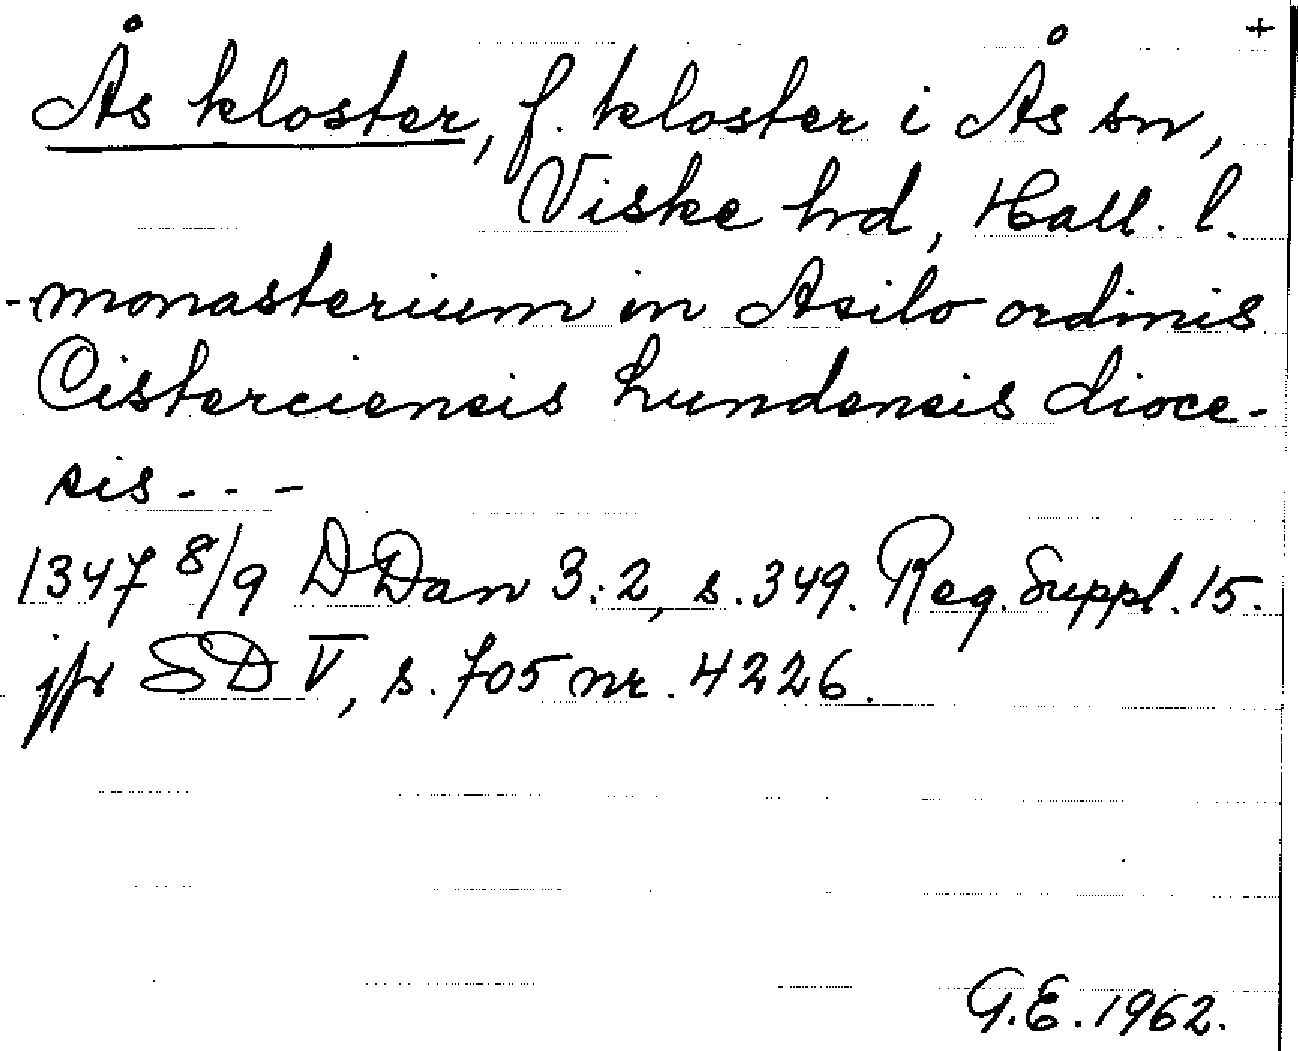 +
Ås kloster, f. kloster i Ås sn,
Viske hrd, Hall. l.
-monasterium in Asilo ordinis
Cisterciensis Lundensis dioce-
sis - - -
1347 8/9 DDan 3:2, s. 349. Reg. Suppl. 15.
jfr SD V, s. 705 nr. 4226.
G.E. 1962.